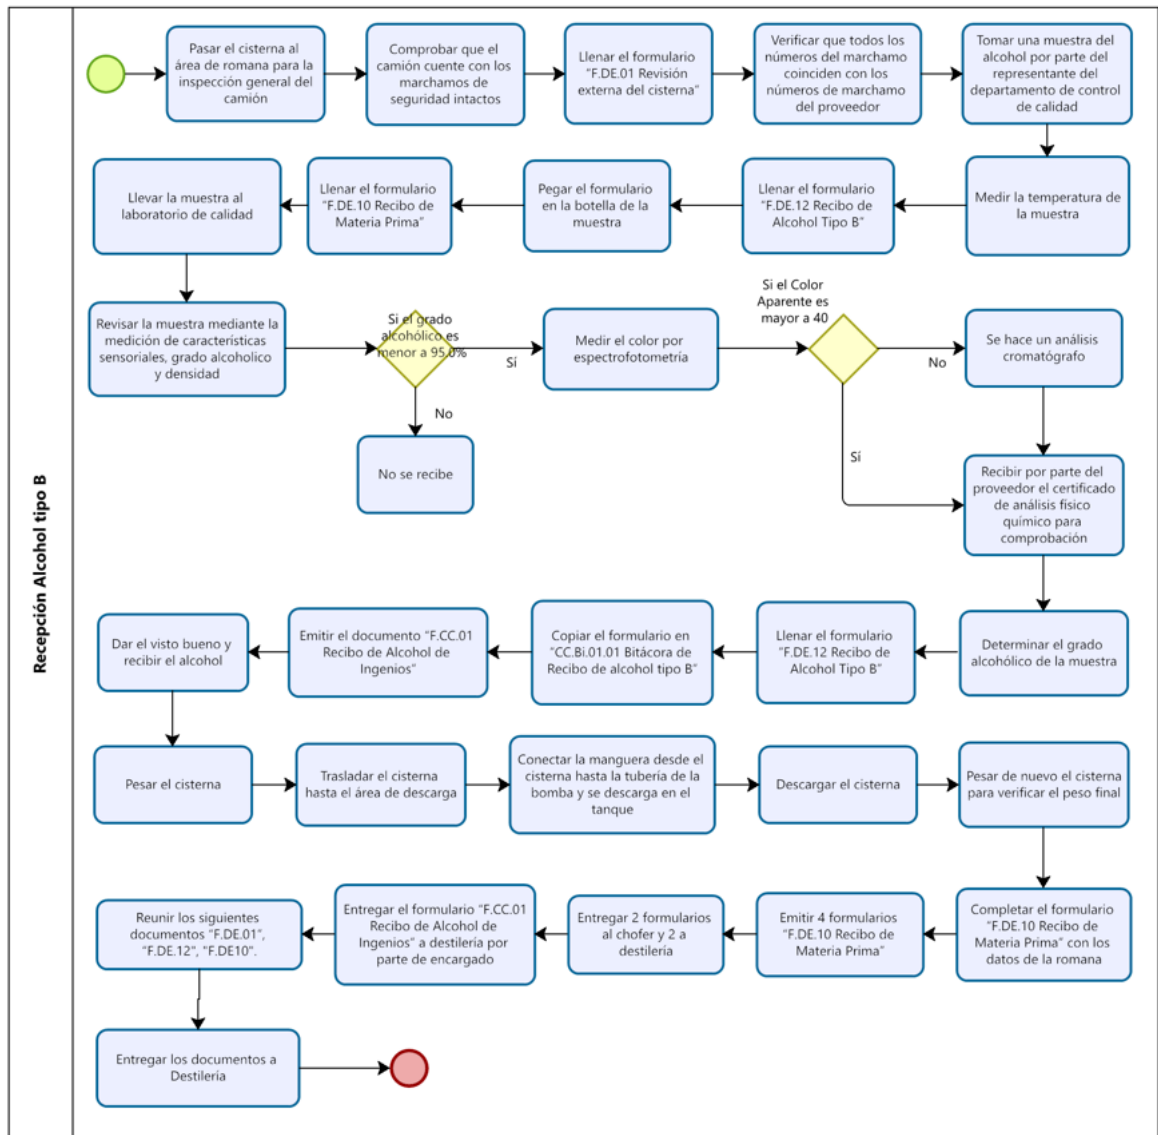 Recepción Alcohol tipo B
Pasar el cisterna al
área de romana para la
inspección general del
camión
Comprobar que el
camión cuente con los
marchamos de
seguridad intactos
Llenar el formulario
“F.DE.01 Revisión
externa del cisterna”
Verificar que todos los
números del marchamo
coinciden con los
números de marchamo
del proveedor
Tomar una muestra del
alcohol por parte del
representante del
departamento de control
de calidad
Medir la temperatura de
la muestra
Llenar el formulario
“F.DE.12 Recibo de
Alcohol Tipo B”
Pegar el formulario
en la botella de la
muestra
Llenar el formulario
“F.DE.10 Recibo de
Materia Prima”
Llevar la muestra al
laboratorio de calidad
Revisar la muestra mediante la
medición de características
sensoriales, grado alcoholico
y densidad
Si el grado
alcohólico es
menor a 95.0%
Sí
No
No se recibe
Medir el color por
espectrofotometría
Si el Color
Aparente es
mayor a 40
No
Sí
Se hace un análisis
cromatógrafo
Recibir por parte del
proveedor el certificado
de análisis físico
químico para
comprobación
Determinar el grado
alcohólico de la muestra
Llenar el formulario
“F.DE.12 Recibo de
Alcohol Tipo B”
Copiar el formulario en
“CC.Bi.01.01 Bitácora de
Recibo de alcohol tipo B”
Emitir el documento “F.CC.01
Recibo de Alcohol de
Ingenios”
Dar el visto bueno y
recibir el alcohol
Pesar el cisterna
Trasladar el cisterna
hasta el área de descarga
Conectar la manguera desde el
cisterna hasta la tubería de la
bomba y se descarga en el
tanque
Descargar el cisterna
Pesar de nuevo el cisterna
para verificar el peso final
Completar el formulario
“F.DE.10 Recibo de
Materia Prima” con los
datos de la romana
Emitir 4 formularios
“F.DE.10 Recibo de
Materia Prima”
Entregar 2 formularios
al chofer y 2 a
destilería
Entregar el formulario “F.CC.01
Recibo de Alcohol de
Ingenios” a destilería por
parte de encargado
Reunir los siguientes
documentos “F.DE.01”,
“F.DE.12”, “F.DE10”.
Entregar los documentos a
Destilería